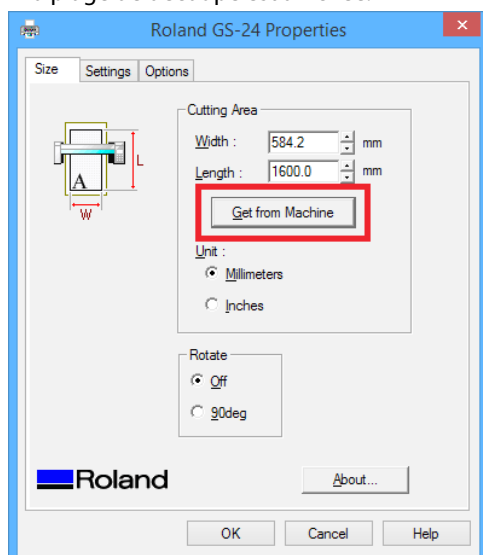 Roland GS-24 Properties
Size Settings Options
Cutting Area
Width : 584.2 mm
Length : 1600.0 mm
Get from Machine
Unit :
Millimeters
Inches
L
A
W
Rotate
Off
90deg
Roland
About...
OK Cancel Help